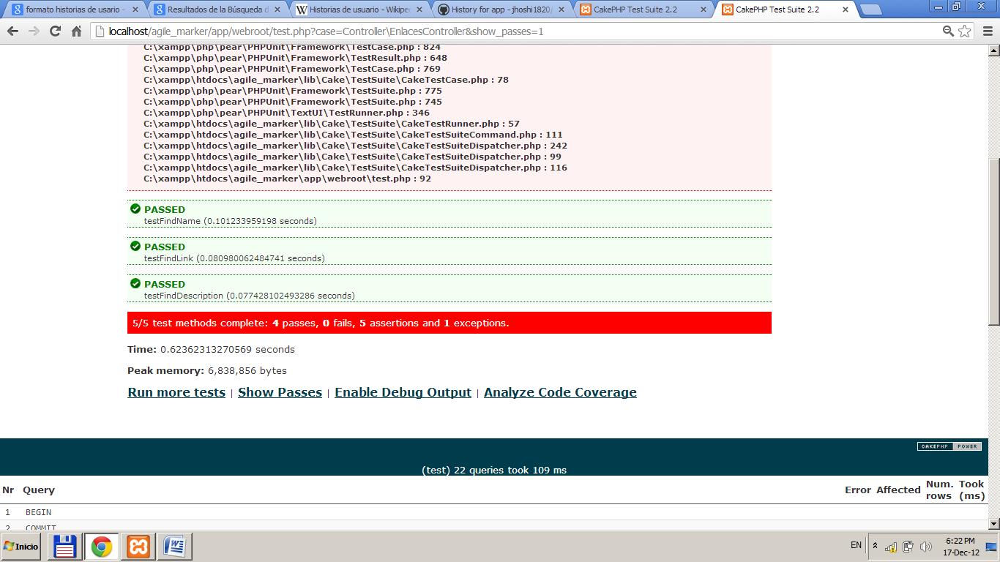 formato historias de usario -
Resultados de la Búsqueda d
Historias de usuario - Wikipe
History for app - jhoshi1820/
CakePHP Test Suite 2.2
CakePHP Test Suite 2.2
localhost/agile_marker/app/webroot/test.php?case=Controller\EnlacesController&show_passes=1
C:\xampp\php\pear\PHPUnit\Framework\TestCase.php : 824
C:\xampp\php\pear\PHPUnit\Framework\TestResult.php : 648
C:\xampp\php\pear\PHPUnit\Framework\TestCase.php : 769
C:\xampp\htdocs\agile_marker\lib\Cake\TestSuite\CakeTestCase.php : 78
C:\xampp\php\pear\PHPUnit\Framework\TestSuite.php : 775
C:\xampp\php\pear\PHPUnit\Framework\TestSuite.php : 745
C:\xampp\php\pear\PHPUnit\TextUI\TestRunner.php : 346
C:\xampp\htdocs\agile_marker\lib\Cake\TestSuite\CakeTestRunner.php : 57
C:\xampp\htdocs\agile_marker\lib\Cake\TestSuite\CakeTestSuiteCommand.php : 111
C:\xampp\htdocs\agile_marker\lib\Cake\TestSuite\CakeTestSuiteDispatcher.php : 242
C:\xampp\htdocs\agile_marker\lib\Cake\TestSuite\CakeTestSuiteDispatcher.php : 99
C:\xampp\htdocs\agile_marker\lib\Cake\TestSuite\CakeTestSuiteDispatcher.php : 116
C:\xampp\htdocs\agile_marker\app\webroot\test.php : 92
PASSED
testFindName (0.101233959198 seconds)
PASSED
testFindLink (0.080980062484741 seconds)
PASSED
testFindDescription (0.077428102493286 seconds)
5/5 test methods complete: 4 passes, 0 fails, 5 assertions and 1 exceptions.
Time: 0.62362313270569 seconds
Peak memory: 6,838,856 bytes
Run more tests | Show Passes | Enable Debug Output | Analyze Code Coverage
CAKEPHP POWER
(test) 22 queries took 109 ms
Nr Query Error Affected Num. rows Took (ms)
1 BEGIN
2 COMMIT
Inicio
EN
6:22 PM
17-Dec-12